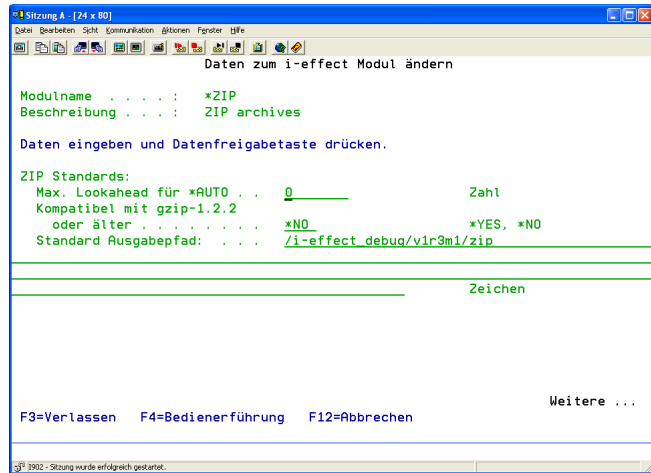 Sitzung A - [24 x 80]
Datei Bearbeiten Sicht Kommunikation Aktionen Fenster Hilfe
Daten zum i-effect Modul ändern
Modulname . . . . : *ZIP
Beschreibung . . . : ZIP archives
Daten eingeben und Datenfreigabetaste drücken.
ZIP Standards:
Max. Lookahead für *AUTO . . 0 Zahl
Kompatibel mit gzip-1.2.2
oder älter . . . . . . . . *NO *YES, *NO
Standard Ausgabepfad: . . . /i-effect_debug/v1r3m1/zip
Zeichen
Weitere ...
F3=Verlassen F4=Bedienerführung F12=Abbrechen
I902 - Sitzung wurde erfolgreich gestartet.